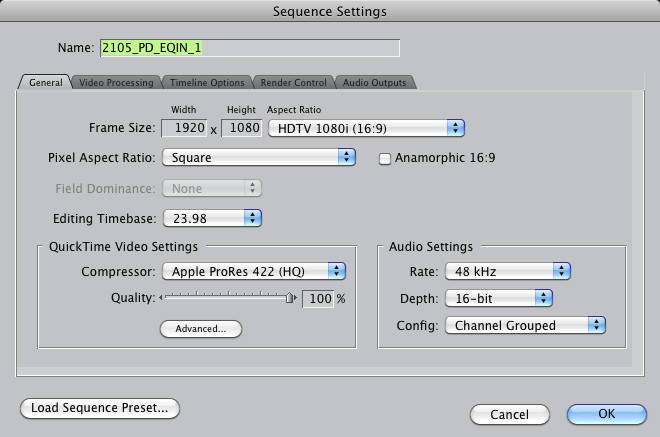 Sequence Settings
Name: 2105_PD_EQIN_1
General Video Processing Timeline Options Render Control Audio Outputs
Width Height Aspect Ratio
Frame Size: 1920 x 1080 HDTV 1080i (16:9)
Pixel Aspect Ratio: Square Anamorphic 16:9
Field Dominance: None
Editing Timebase: 23.98
QuickTime Video Settings
Compressor: Apple ProRes 422 (HQ)
Quality: 100 %
Advanced...
Audio Settings
Rate: 48 kHz
Depth: 16-bit
Config: Channel Grouped
Load Sequence Preset... Cancel OK